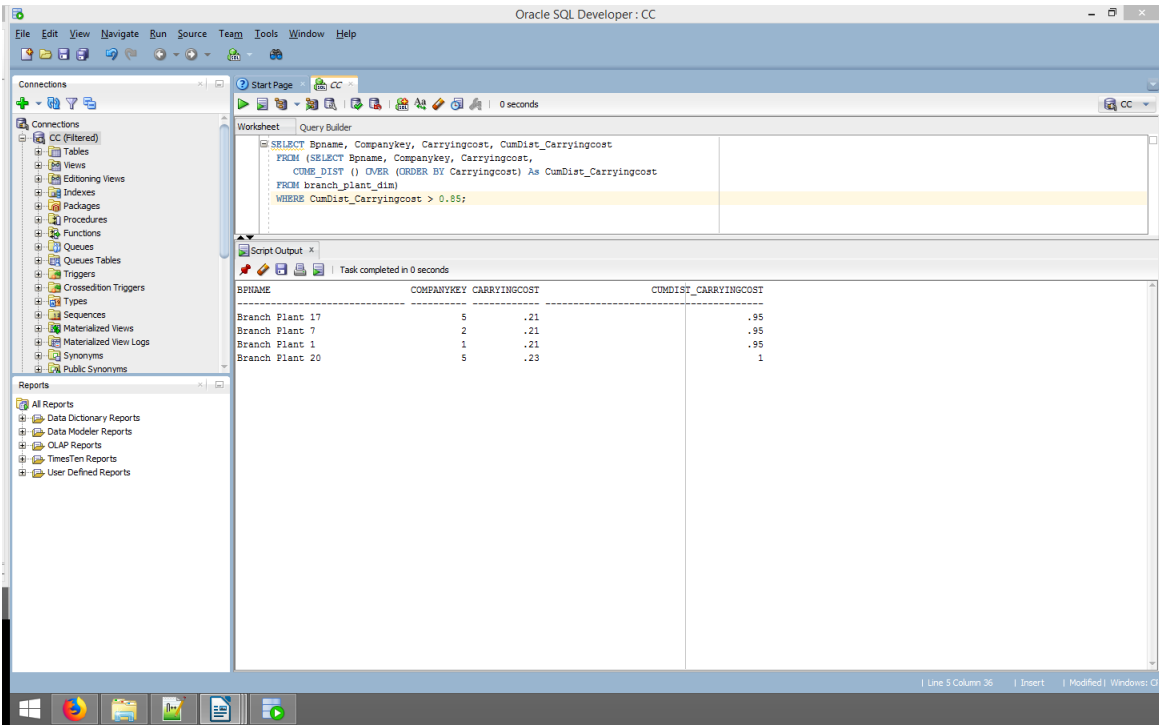 Oracle SQL Developer : CC
File Edit View Navigate Run Source Team Tools Window Help
Connections
Connections
CC (Filtered)
Tables
Views
Editioning Views
Indexes
Packages
Procedures
Functions
Queues
Queues Tables
Triggers
Crossedition Triggers
Types
Sequences
Materialized Views
Materialized View Logs
Synonyms
Public Synonyms
Reports
All Reports
Data Dictionary Reports
Data Modeler Reports
OLAP Reports
TimesTen Reports
User Defined Reports
Start Page CC
0 seconds
CC
Worksheet Query Builder
SELECT Bpname, Companykey, Carryingcost, CumDist_Carryingcost
FROM (SELECT Bpname, Companykey, Carryingcost,
CUME_DIST () OVER (ORDER BY Carryingcost) As CumDist_Carryingcost
FROM branch_plant_dim)
WHERE CumDist_Carryingcost > 0.85;
Script Output
Task completed in 0 seconds
BPNAME COMPANYKEY CARRYINGCOST CUMDIST_CARRYINGCOST
------------------------------ ---------- ------------ ---------------------------------------
Branch Plant 17 5 .21 .95
Branch Plant 7 2 .21 .95
Branch Plant 1 1 .21 .95
Branch Plant 20 5 .23 1
| Line 5 Column 36 | Insert | Modified | Windows: C